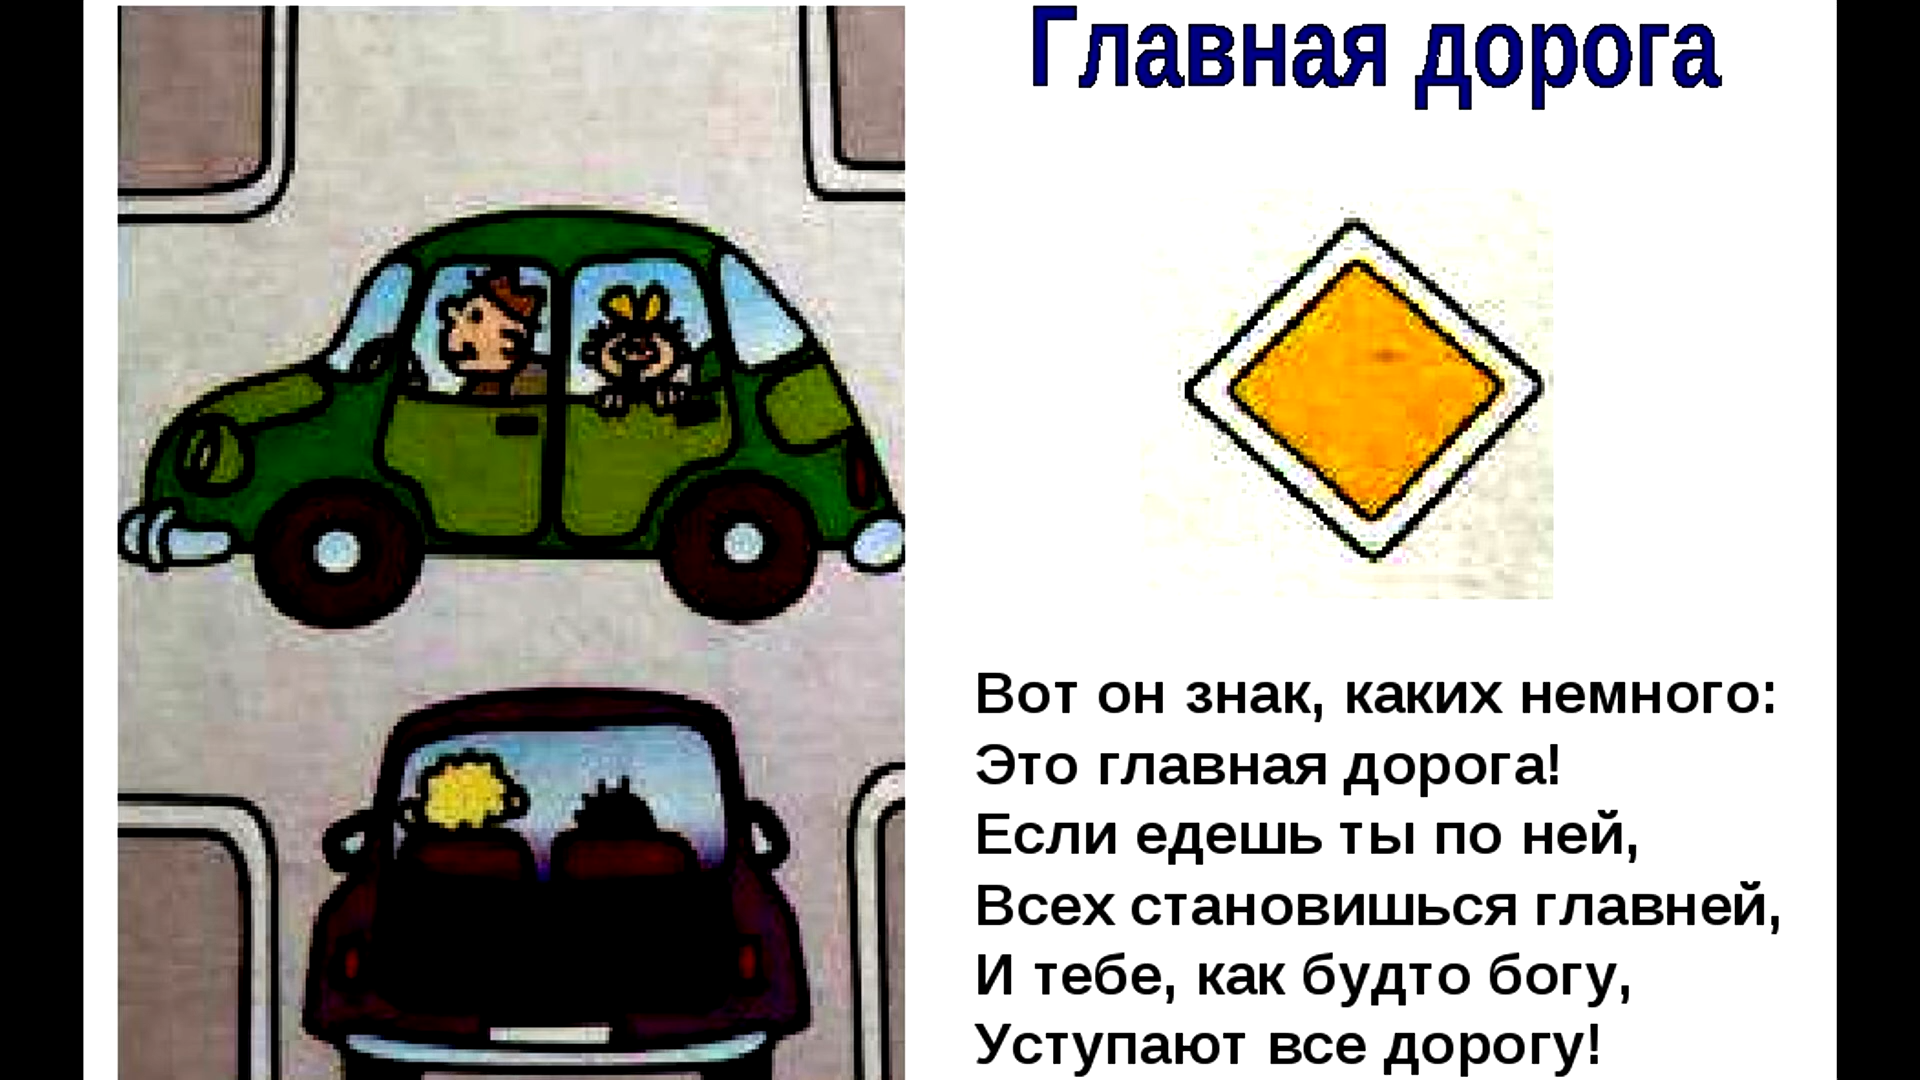 Главная дорога
Вот он знак, каких немного:
Это главная дорога!
Если едешь ты по ней,
Всех становишься главней,
И тебе, как будто богу,
Уступают все дорогу!